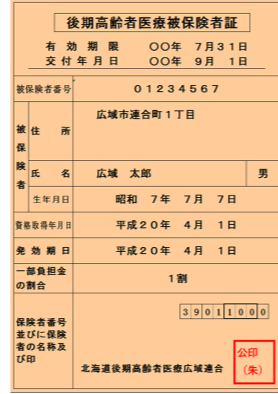 後期高齢者医療被保険者証
有効期限 〇〇年 7月31日
交付年月日 〇〇年 9月 1日
被保険者番号 01234567
被保険者
住所 広域市連合町1丁目
氏名 広域 太郎 男
生年月日 昭和 7年 7月 7日
資格取得年月日 平成20年 4月 1日
発効期日 平成20年 4月 1日
一部負担金
の割合 1割
保険者番号
並びに保険
者の名称及
び印
39011000
北海道後期高齢者医療広域連合
公印
(朱)